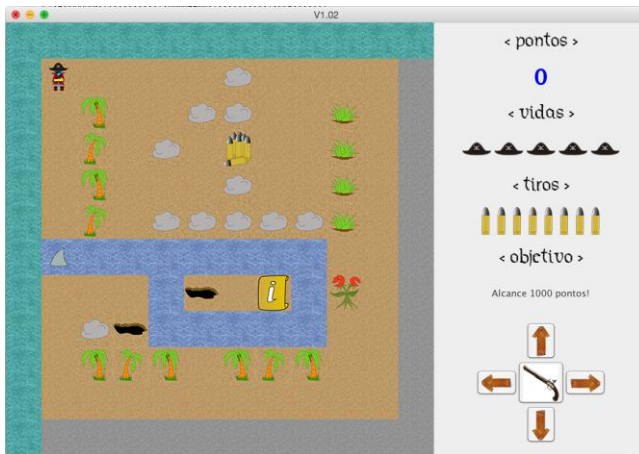 V1.02
< pontos >
0
< vidas >
< tiros >
< objetivo >
Alcance 1000 pontos!
i